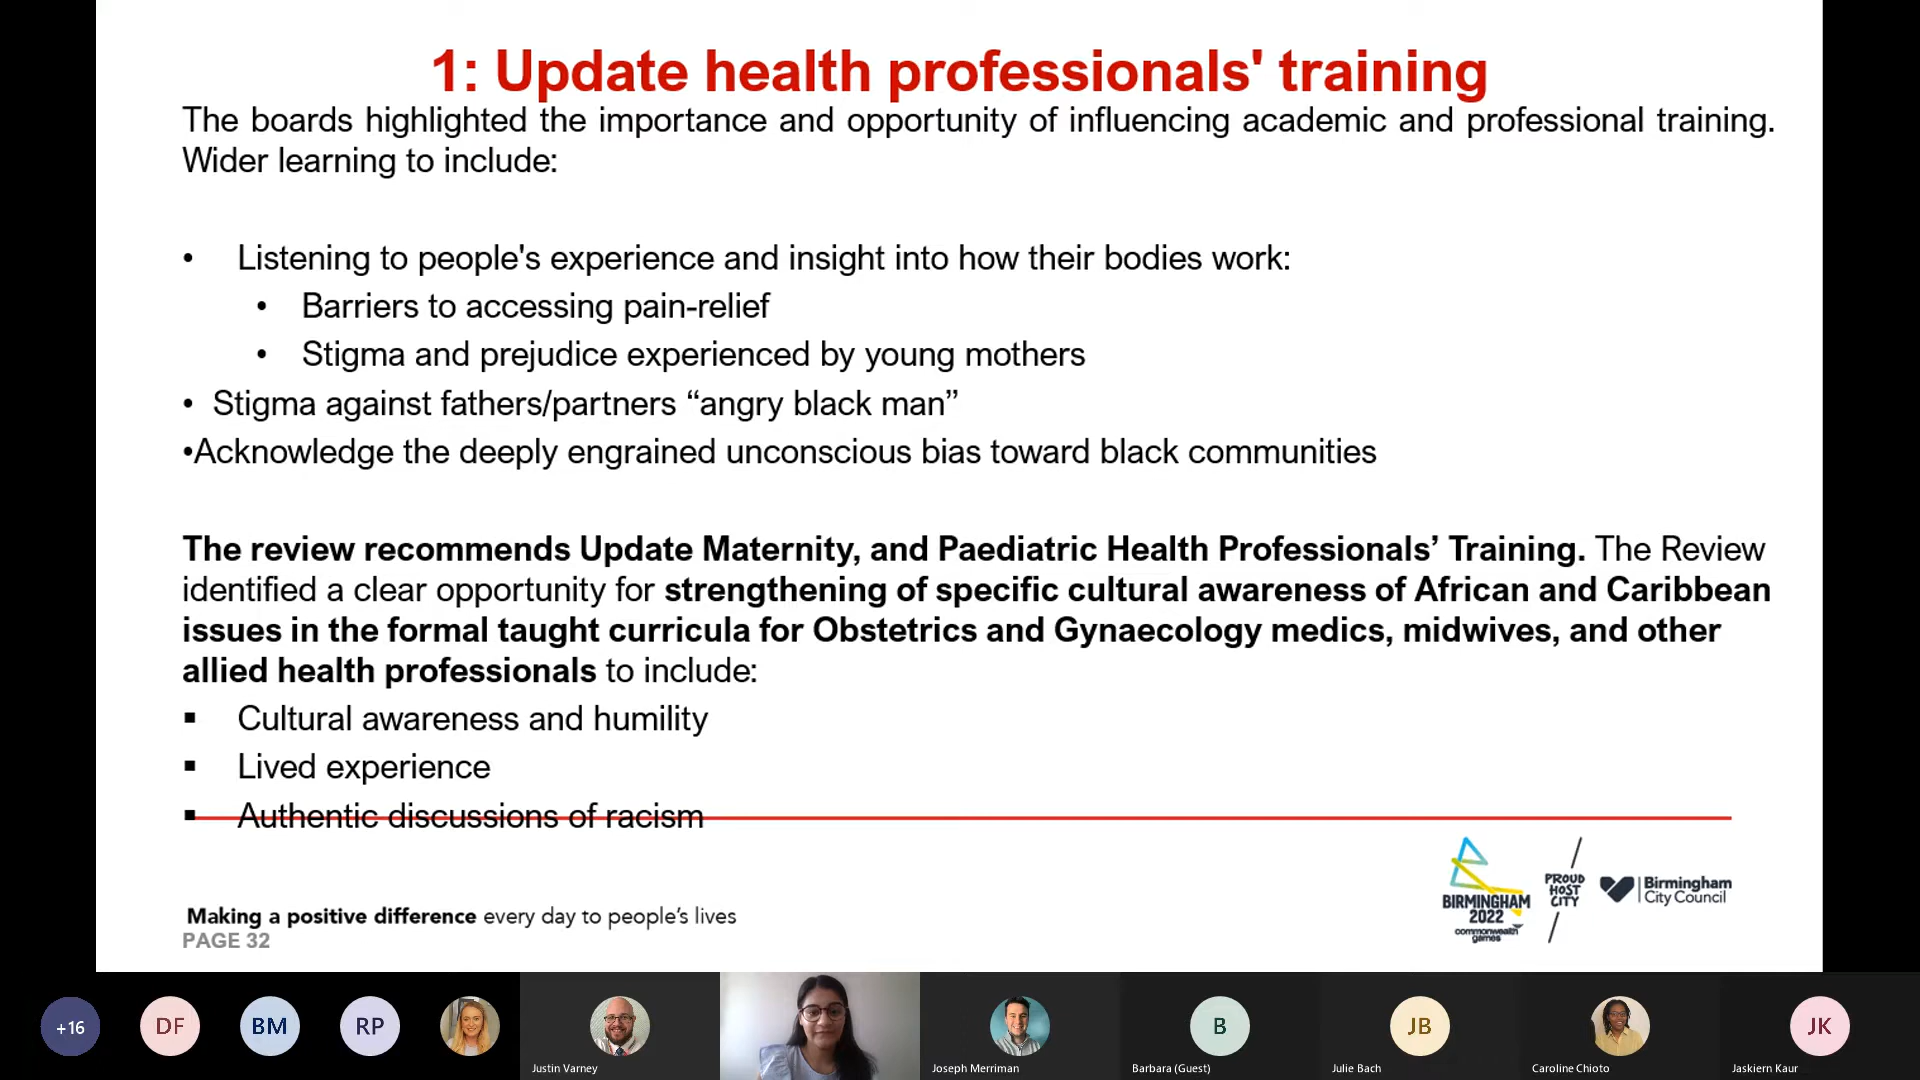 1: Update health professionals' training
The boards highlighted the importance and opportunity of influencing academic and professional training.
Wider learning to include:
• Listening to people's experience and insight into how their bodies work:
• Barriers to accessing pain-relief
• Stigma and prejudice experienced by young mothers
• Stigma against fathers/partners “angry black man”
•Acknowledge the deeply engrained unconscious bias toward black communities
The review recommends Update Maternity, and Paediatric Health Professionals’ Training. The Review
identified a clear opportunity for strengthening of specific cultural awareness of African and Caribbean
issues in the formal taught curricula for Obstetrics and Gynaecology medics, midwives, and other
allied health professionals to include:
▪ Cultural awareness and humility
▪ Lived experience
▪ Authentic discussions of racism
Making a positive difference every day to people’s lives
PAGE 32
BIRMINGHAM
2022
commonwealth
games
PROUD
HOST
CITY
Birmingham
City Council
+16
DF
BM
RP
Justin Varney
Joseph Merriman
B
Barbara (Guest)
JB
Julie Bach
Caroline Chioto
JK
Jaskiern Kaur